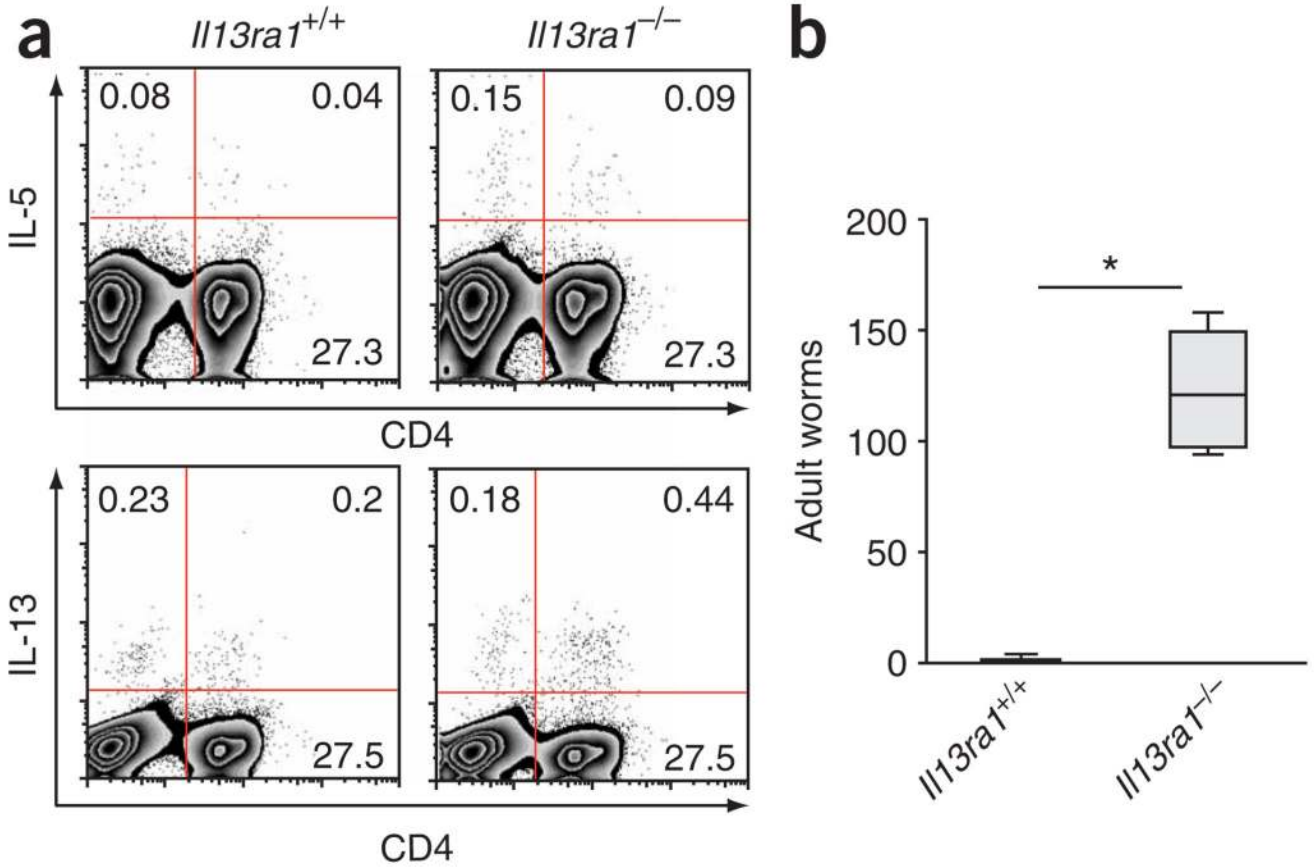 a
Il13ra1+/+
Il13ra1–/–
0.08
0.04
27.3
0.15
0.09
27.3
IL-5
CD4
0.23
0.2
27.5
0.18
0.44
27.5
IL-13
CD4
b
200
150
100
50
0
Adult worms
*
Il13ra1+/+
Il13ra1–/–